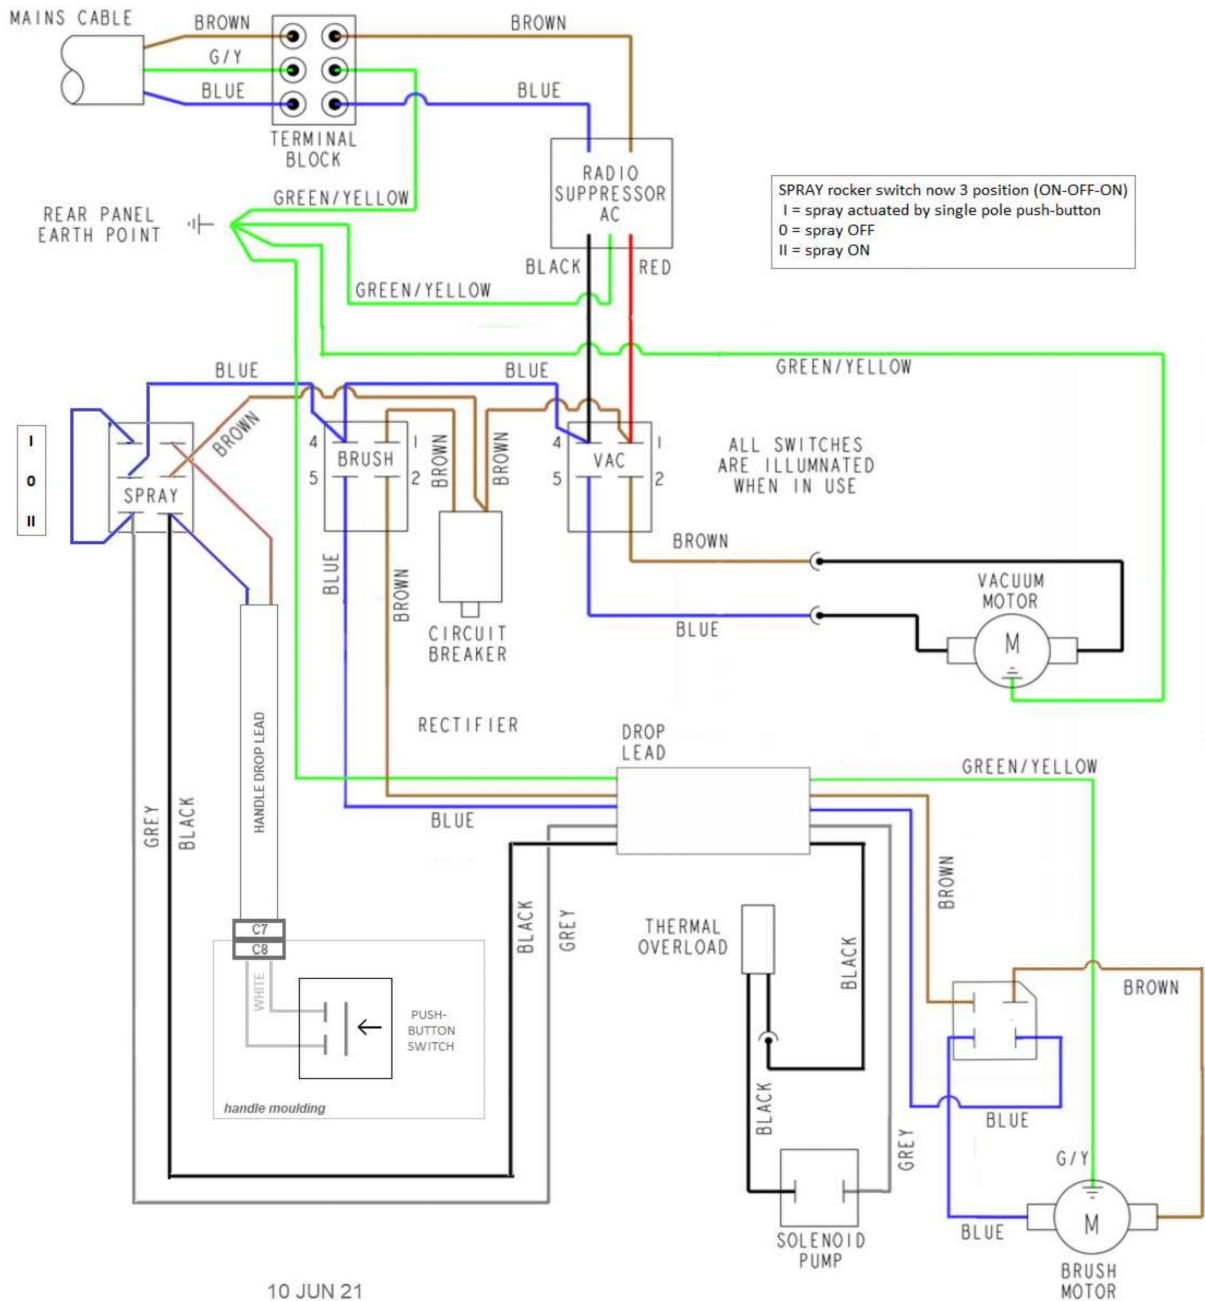 MAINS CABLE
BROWN
BROWN
G/Y
BLUE
BLUE
TERMINAL
BLOCK
RADIO
SUPPRESSOR
AC
GREEN/YELLOW
REAR PANEL
EARTH POINT
SPRAY rocker switch now 3 position (ON-OFF-ON)
I = spray actuated by single pole push-button
0 = spray OFF
II = spray ON
BLACK
RED
GREEN/YELLOW
GREEN/YELLOW
BLUE
BLUE
BROWN
I
0
II
SPRAY
4
1
BRUSH
5
2
BROWN
BROWN
4
1
VAC
5
2
ALL SWITCHES
ARE ILLUMNATED
WHEN IN USE
BROWN
BLUE
BROWN
CIRCUIT
BREAKER
BLUE
VACUUM
MOTOR
M
RECTIFIER
DROP
LEAD
GREEN/YELLOW
HANDLE DROP LEAD
GREY
BLACK
BLUE
BROWN
BLACK
GREY
THERMAL
OVERLOAD
BLACK
C7
C8
WHITE
PUSH-
BUTTON
SWITCH
handle moulding
BROWN
BLACK
GREY
BLUE
G/Y
SOLENOID
PUMP
BLUE
M
BRUSH
MOTOR
10 JUN 21